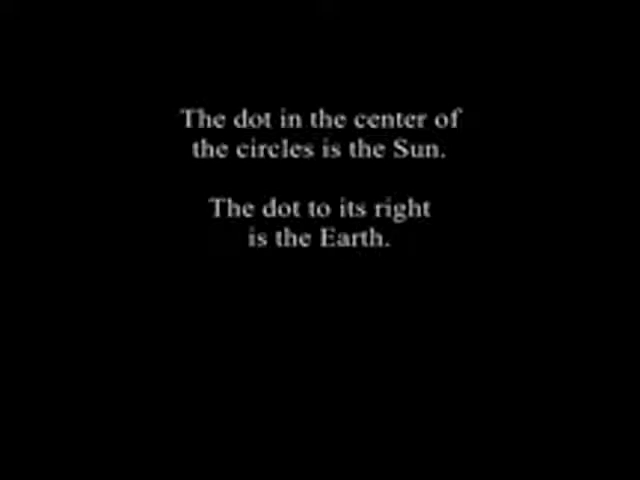 The dot in the center of
the circles is the Sun.
The dot to its right
is the Earth.